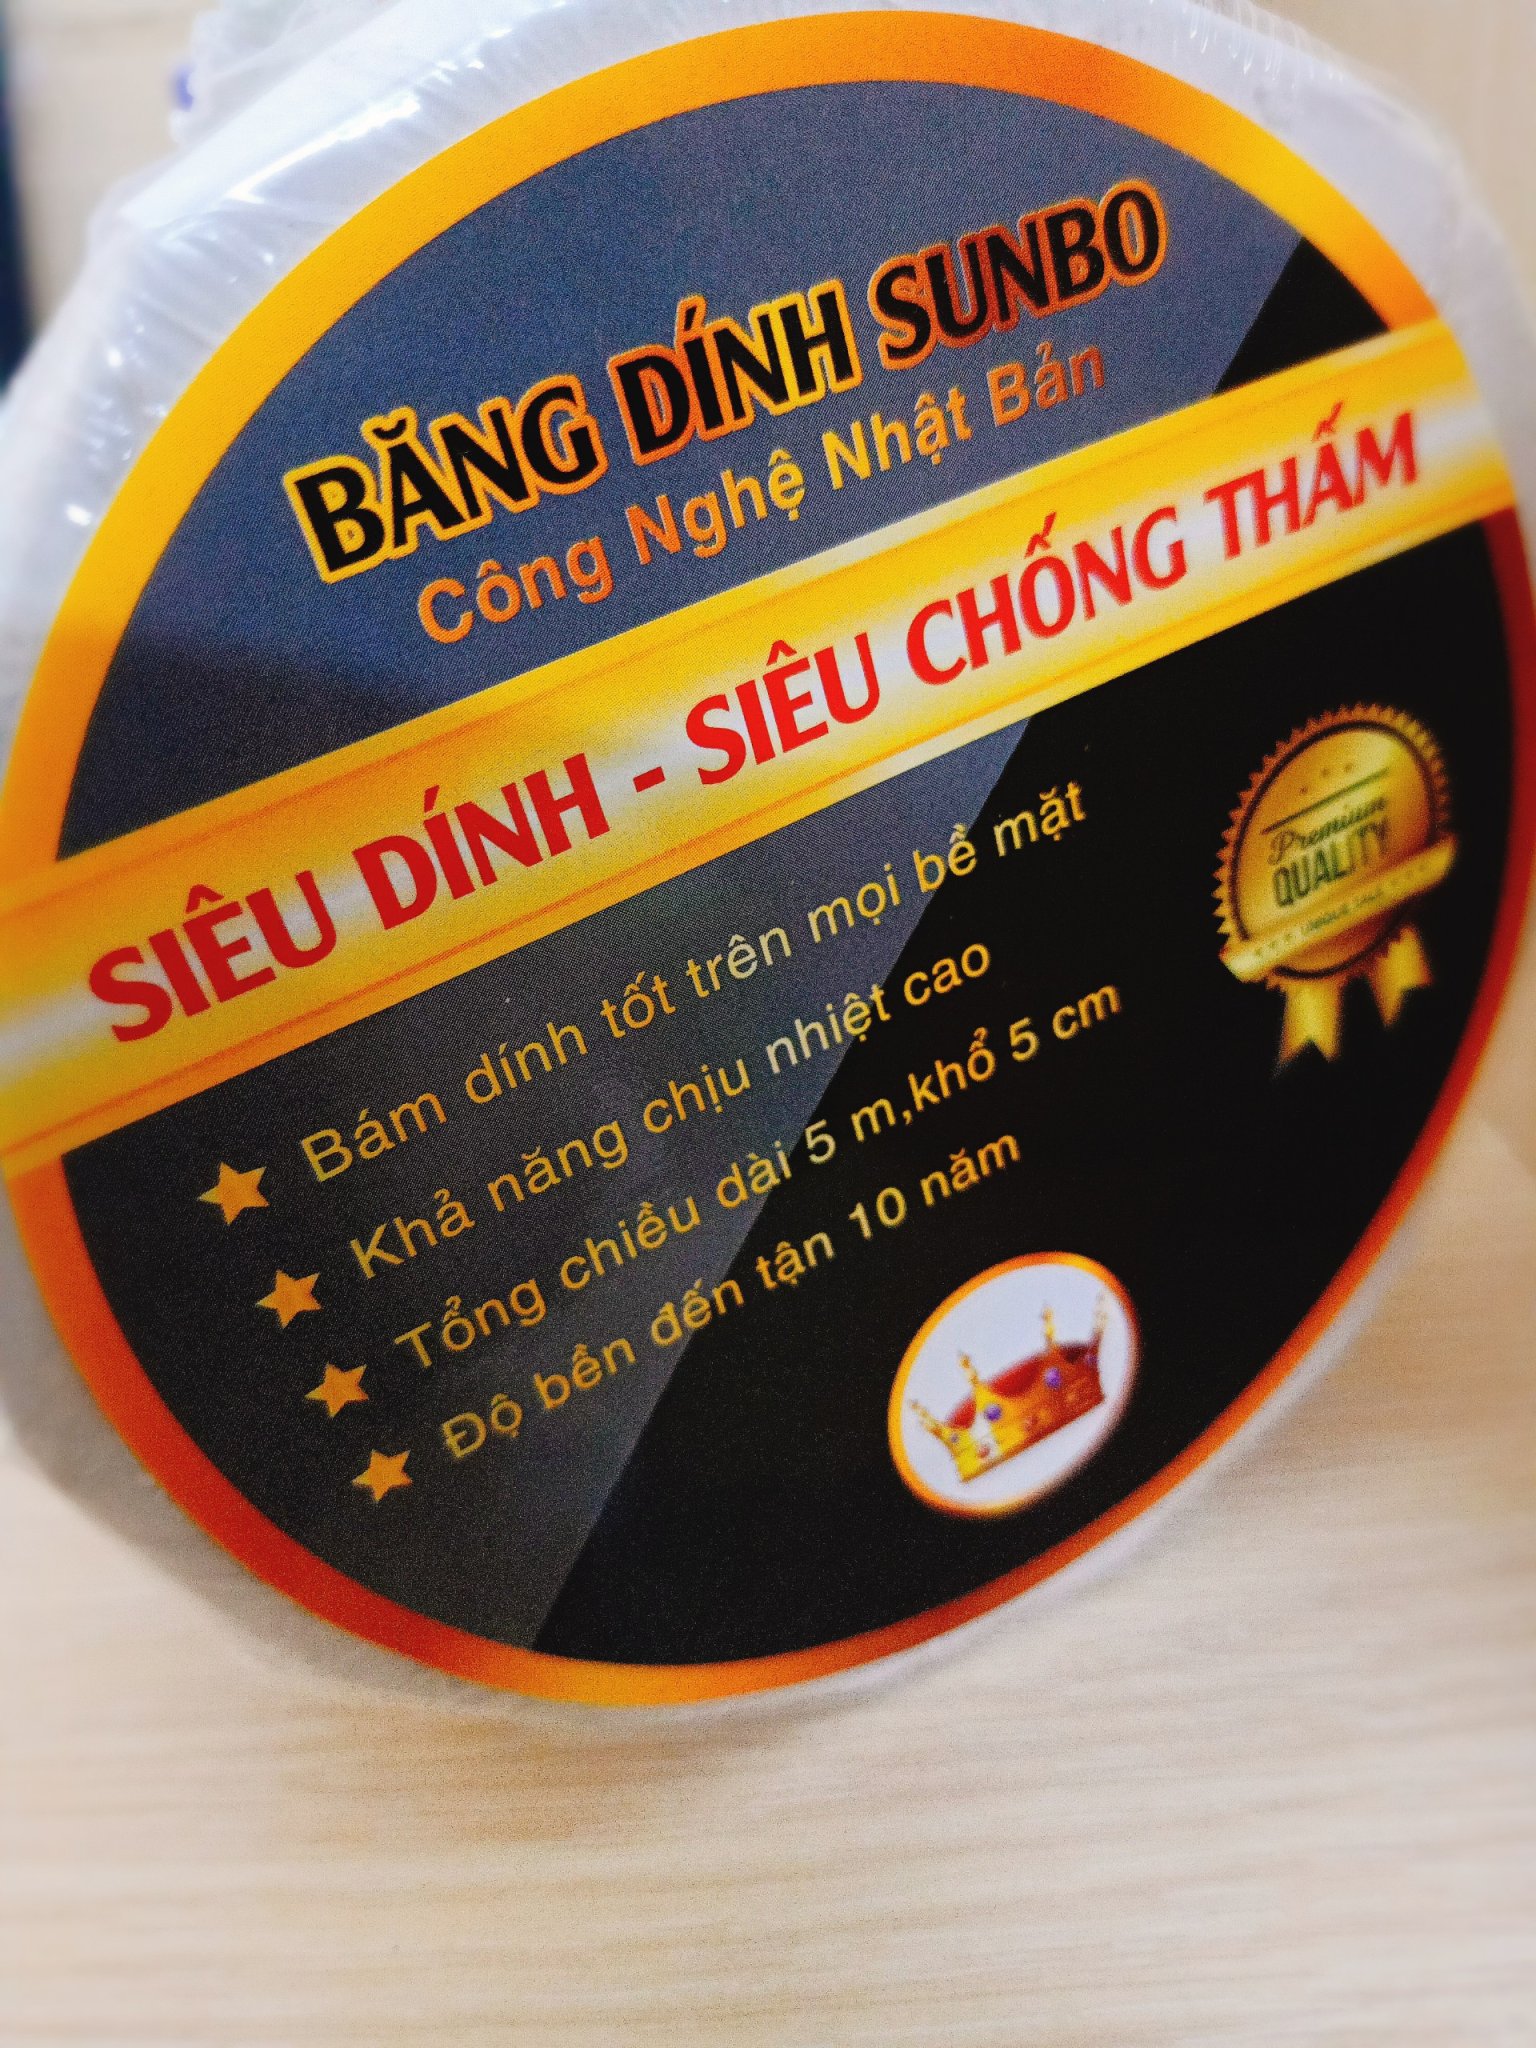 BĂNG DÍNH SUNBO
Công Nghệ Nhật Bản
SIÊU DÍNH - SIÊU CHỐNG THẤM
Bám dính tốt trên mọi bề mặt
Khả năng chịu nhiệt cao
Tổng chiều dài 5 m,khổ 5 cm
Độ bền đến tận 10 năm
Premium
QUALITY